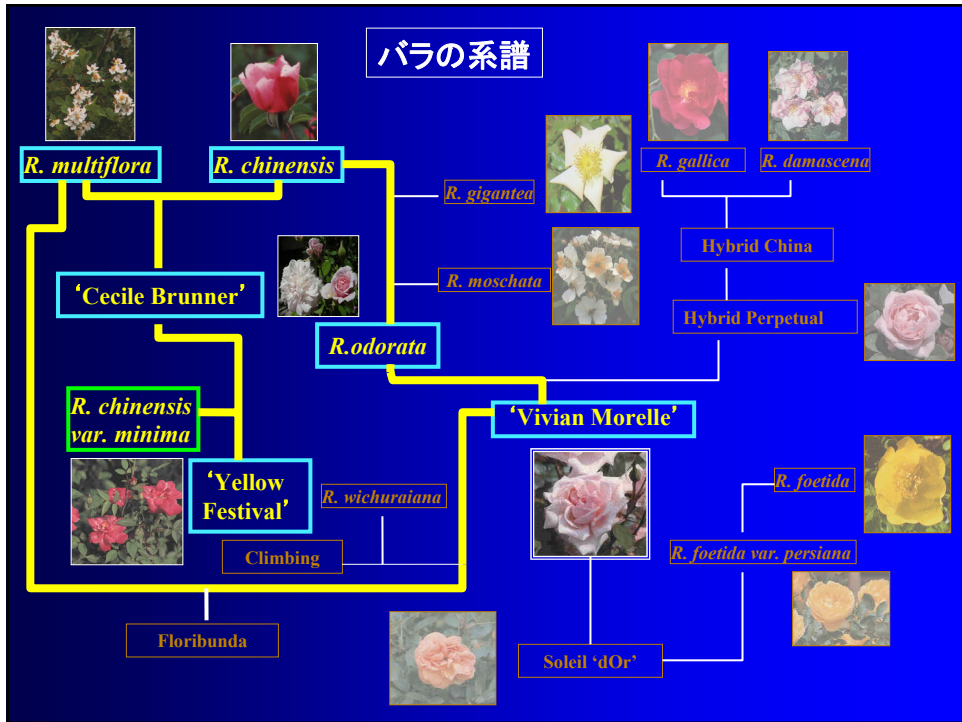 バラの系譜
R. multiflora
R. chinensis
R. gallica
R. damascena
R. gigantea
Hybrid China
R. moschata
‘Cecile Brunner’
Hybrid Perpetual
R.odorata
R. chinensis
var. minima
‘Vivian Morelle’
‘Yellow
Festival’
R. wichuraiana
R. foetida
Climbing
R. foetida var. persiana
Floribunda
Soleil ‘dOr’